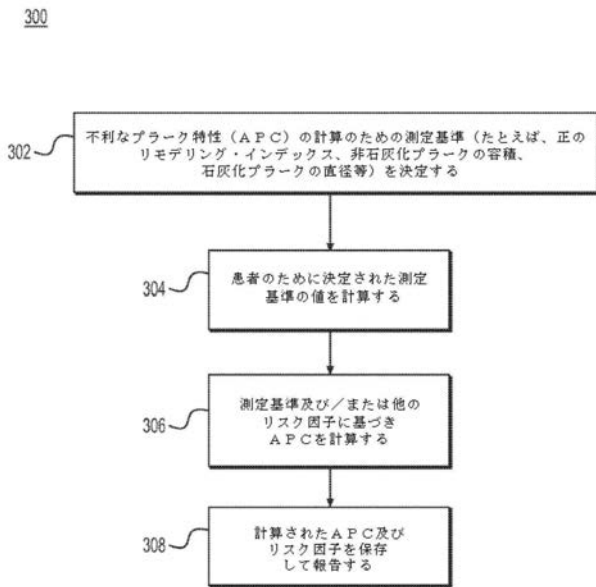 300
302
不利なプラーク特性(APC)の計算のための測定基準(たとえば、正の
リモデリング・インデックス、非石灰化プラークの容積、
石灰化プラークの直径等)を決定する
304
患者のために決定された測定
基準の値を計算する
306
測定基準及び/または他の
リスク因子に基づき
APCを計算する
308
計算されたAPC及び
リスク因子を保存
して報告する